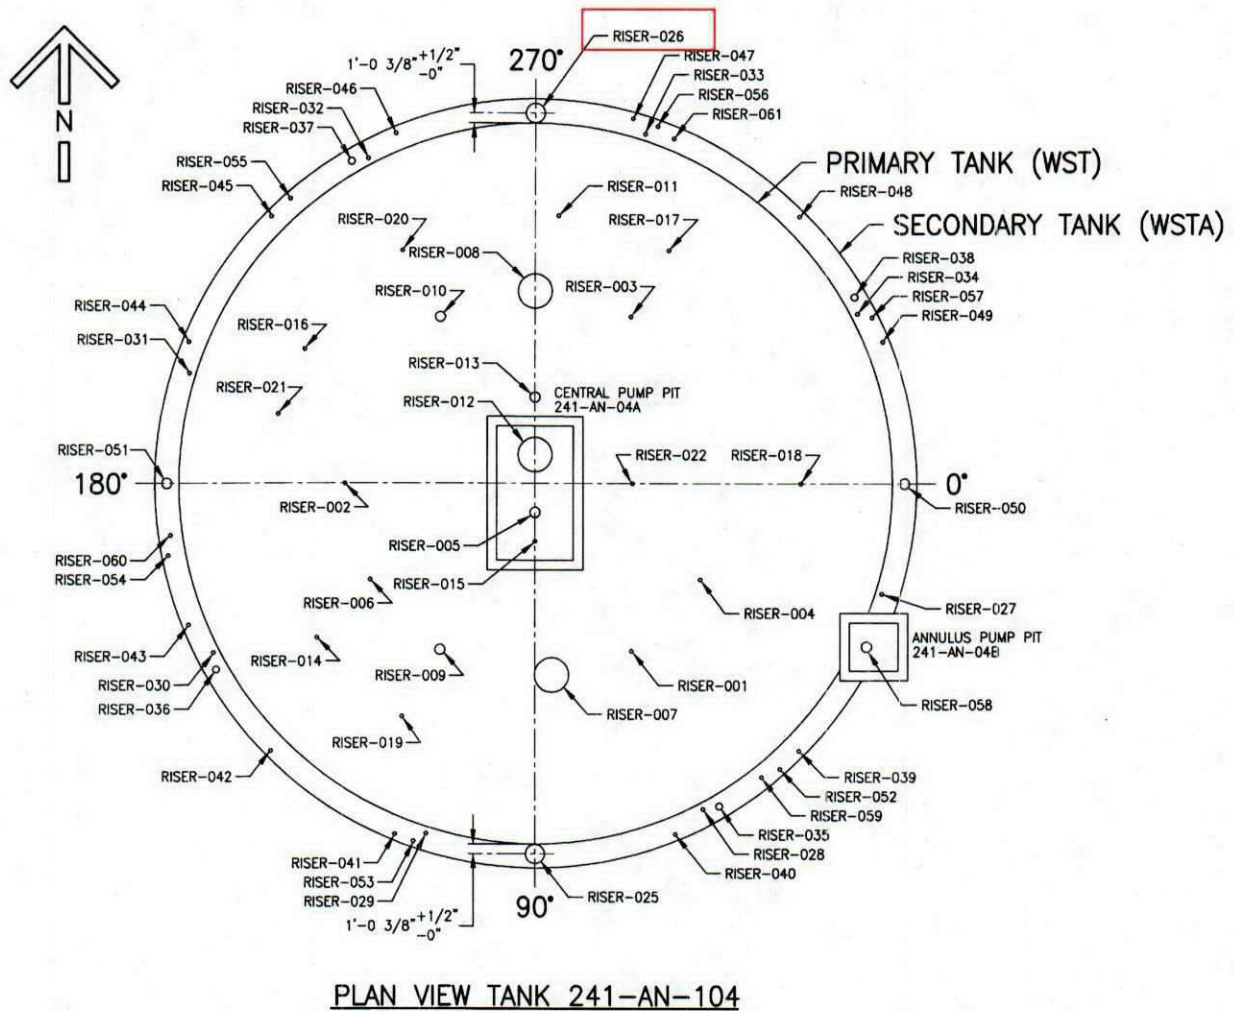 RISER-026
1'-0 3/8" +1/2"
-0"
270°
RISER-047
RISER-033
RISER-056
RISER-061
RISER-046
RISER-032
RISER-037
N
RISER-055
RISER-045
PRIMARY TANK (WST)
RISER-011
RISER-048
RISER-020
RISER-017
SECONDARY TANK (WSTA)
RISER-008
RISER-038
RISER-034
RISER-010
RISER-003
RISER-057
RISER-044
RISER-049
RISER-016
RISER-031
RISER-013
RISER-021
CENTRAL PUMP PIT
241-AN-04A
RISER-012
RISER-051
RISER-022
RISER-018
180°
0°
RISER-002
RISER-050
RISER-005
RISER-060
RISER-054
RISER-015
RISER-006
RISER-004
RISER-027
ANNULUS PUMP PIT
241-AN-04B
RISER-043
RISER-014
RISER-030
RISER-009
RISER-001
RISER-036
RISER-058
RISER-007
RISER-019
RISER-042
RISER-039
RISER-052
RISER-059
RISER-035
RISER-028
RISER-041
RISER-040
RISER-053
RISER-029
RISER-025
90°
1'-0 3/8" +1/2"
-0"
PLAN VIEW TANK 241-AN-104